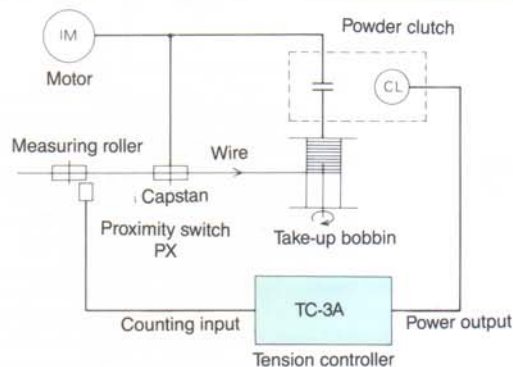 IM
Motor
Powder clutch
CL
Measuring roller
Wire
Capstan
Proximity switch
PX
Take-up bobbin
TC-3A
Counting input
Power output
Tension controller